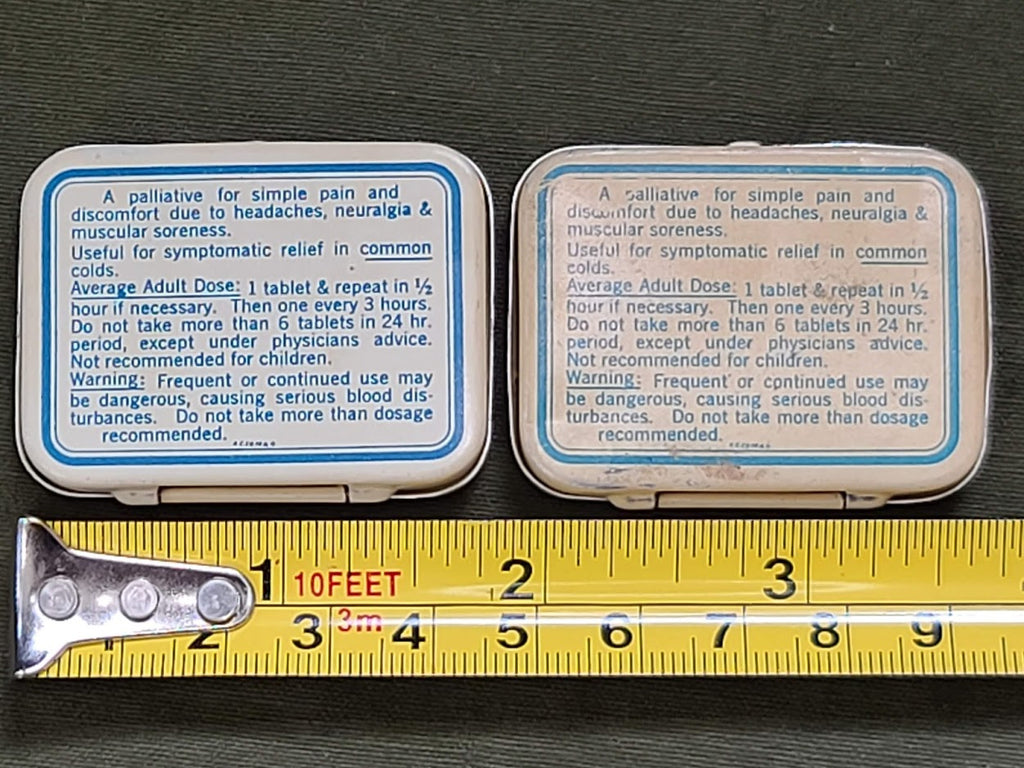 A palliative for simple pain and
discomfort due to headaches, neuralgia &
muscular soreness.
Useful for symptomatic relief in common
colds.
Average Adult Dose: 1 tablet & repeat in ½
hour if necessary. Then one every 3 hours.
Do not take more than 6 tablets in 24 hr.
period, except under physicians advice.
Not recommended for children.
Warning: Frequent or continued use may
be dangerous, causing serious blood dis-
turbances. Do not take more than dosage
recommended.
A palliative for simple pain and
discomfort due to headaches, neuralgia &
muscular soreness.
Useful for symptomatic relief in common
colds.
Average Adult Dose: 1 tablet & repeat in ½
hour if necessary. Then one every 3 hours.
Do not take more than 6 tablets in 24 hr.
period, except under physicians advice.
Not recommended for children.
Warning: Frequent or continued use may
be dangerous, causing serious blood dis-
turbances. Do not take more than dosage
recommended.
1 10FEET 2 3
1 2 3 3m 4 5 6 7 8 9